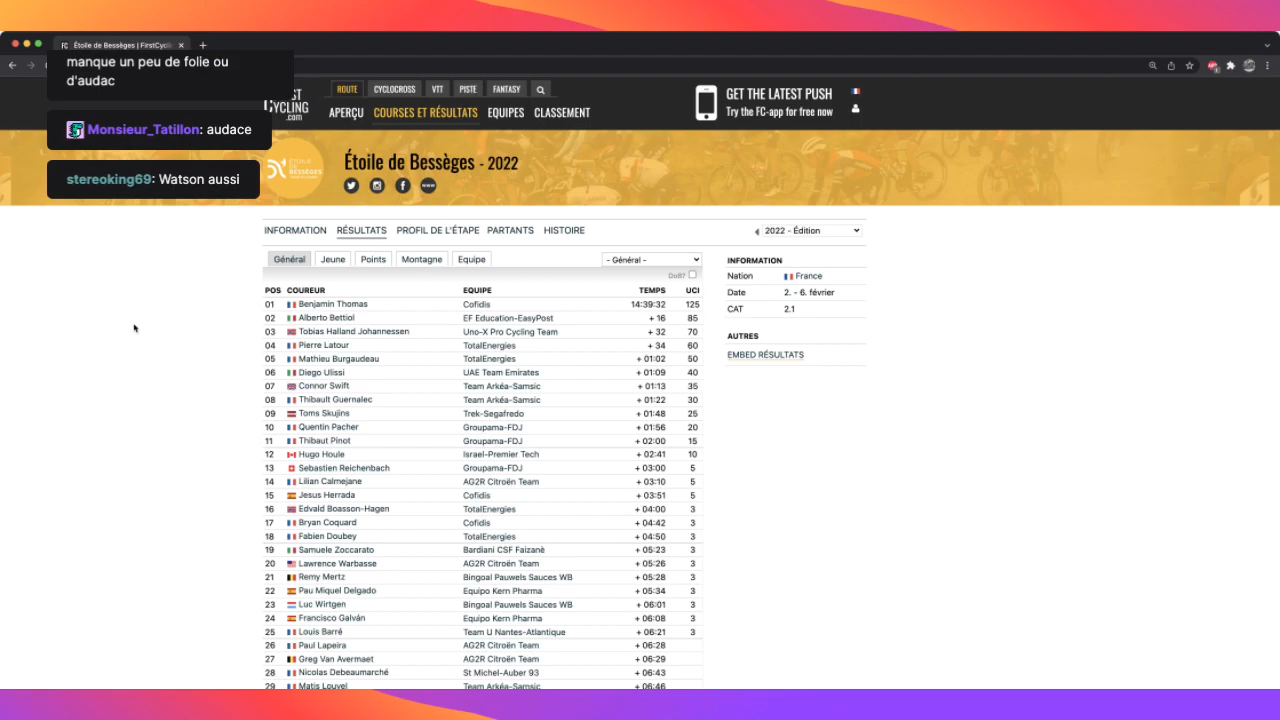 Étoile de Bessèges | FirstCycli
manque un peu de folie ou
d'audac
Monsieur_Tatillon: audace
stereoking69: Watson aussi
ST
CYCLING
.com
ROUTE CYCLOCROSS VTT PISTE FANTASY
APERÇU COURSES ET RÉSULTATS EQUIPES CLASSEMENT
GET THE LATEST PUSH
Try the FC-app for free now
Étoile de Bessèges - 2022
ÉTOILE
DE
BESSÈGES
WWW
INFORMATION RÉSULTATS PROFIL DE L'ÉTAPE PARTANTS HISTOIRE
2022 - Édition
Général Jeune Points Montagne Equipe
- Général -
DoB?
POS COUREUR EQUIPE TEMPS UCI
01 Benjamin Thomas Cofidis 14:39:32 125
02 Alberto Bettiol EF Education-EasyPost + 16 85
03 Tobias Halland Johannessen Uno-X Pro Cycling Team + 32 70
04 Pierre Latour TotalEnergies + 34 60
05 Mathieu Burgaudeau TotalEnergies + 01:02 50
06 Diego Ulissi UAE Team Emirates + 01:09 40
07 Connor Swift Team Arkéa-Samsic + 01:13 35
08 Thibault Guernalec Team Arkéa-Samsic + 01:22 30
09 Toms Skujins Trek-Segafredo + 01:48 25
10 Quentin Pacher Groupama-FDJ + 01:56 20
11 Thibaut Pinot Groupama-FDJ + 02:00 15
12 Hugo Houle Israel-Premier Tech + 02:41 10
13 Sebastien Reichenbach Groupama-FDJ + 03:00 5
14 Lilian Calmejane AG2R Citroën Team + 03:10 5
15 Jesus Herrada Cofidis + 03:51 5
16 Edvald Boasson-Hagen TotalEnergies + 04:00 3
17 Bryan Coquard Cofidis + 04:42 3
18 Fabien Doubey TotalEnergies + 04:50 3
19 Samuele Zoccarato Bardiani CSF Faizanè + 05:23 3
20 Lawrence Warbasse AG2R Citroën Team + 05:26 3
21 Remy Mertz Bingoal Pauwels Sauces WB + 05:28 3
22 Pau Miquel Delgado Equipo Kern Pharma + 05:34 3
23 Luc Wirtgen Bingoal Pauwels Sauces WB + 06:01 3
24 Francisco Galván Equipo Kern Pharma + 06:08 3
25 Louis Barré Team U Nantes-Atlantique + 06:21 3
26 Paul Lapeira AG2R Citroën Team + 06:28
27 Greg Van Avermaet AG2R Citroën Team + 06:29
28 Nicolas Debeaumarché St Michel-Auber 93 + 06:43
29 Matis Louvel Team Arkéa-Samsic + 06:46
INFORMATION
Nation France
Date 2. - 6. février
CAT 2.1
AUTRES
EMBED RÉSULTATS